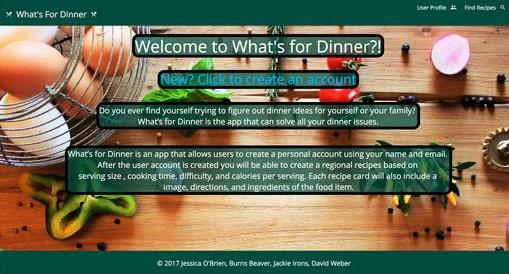 What's For Dinner
User Profile
Find Recipes
Welcome to What's for Dinner?!
New? Click to create an account
Do you ever find yourself trying to figure out dinner ideas for yourself or your family?
What's for Dinner is the app that can solve all your dinner issues.
What's for Dinner is an app that allows users to create a personal account using your name and email.
After the user account is created you will be able to create a regional recipes based on
serving size , cooking time, difficulty, and calories per serving. Each recipe card will also include a
image, directions, and ingredients of the food item.
© 2017 Jessica O'Brien, Burns Beaver, Jackie Irons, David Weber